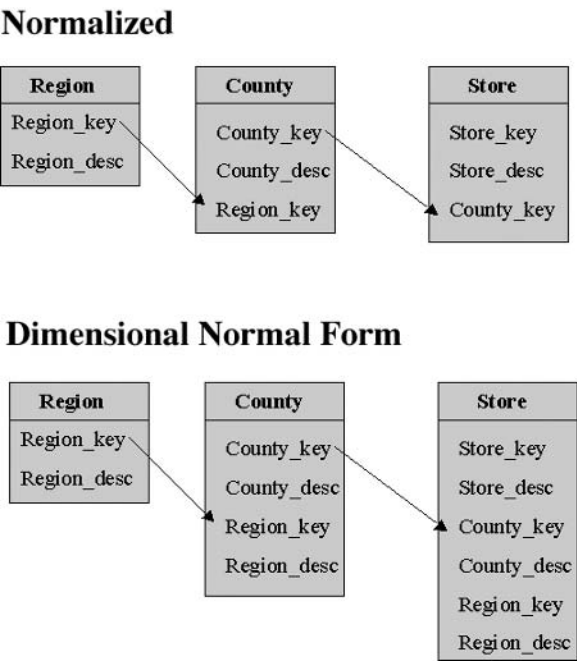 Normalized
Region
Region_key
Region_desc
County
County_key
County_desc
Region_key
Store
Store_key
Store_desc
County_key
Dimensional Normal Form
Region
Region_key
Region_desc
County
County_key
County_desc
Region_key
Region_desc
Store
Store_key
Store_desc
County_key
County_desc
Region_key
Region_desc